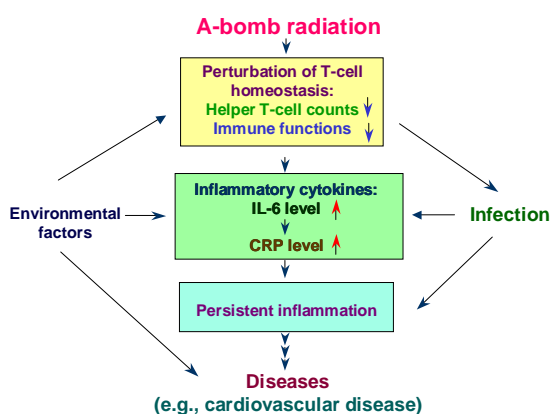 A-bomb radiation
Perturbation of T-cell
homeostasis:
Helper T-cell counts
Immune functions
Inflammatory cytokines:
IL-6 level
CRP level
Environmental
factors
Infection
Persistent inflammation
Diseases
(e.g., cardiovascular disease)